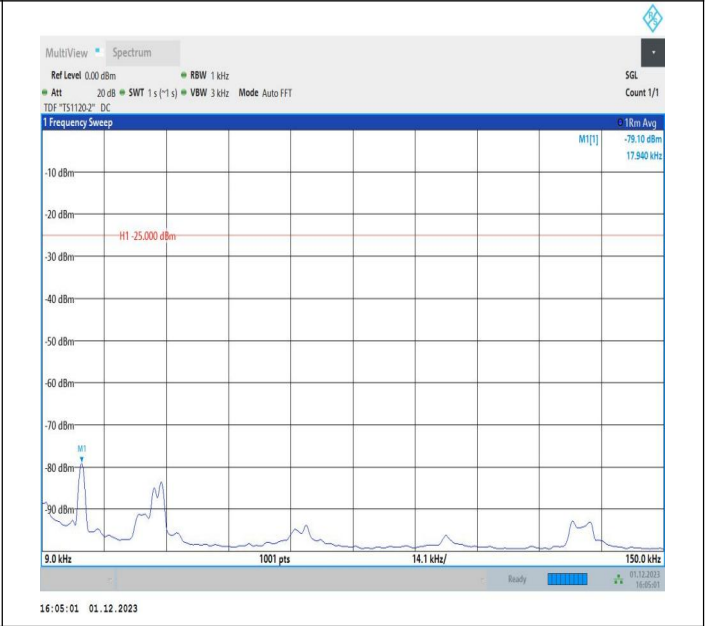 R&S
MultiView Spectrum
Ref Level 0.00 dBm RBW 1 kHz SGL
Att 20 dB SWT 1 s (~1 s) VBW 3 kHz Mode Auto FFT Count 1/1
TDF "TS1120-2" DC
1 Frequency Sweep 1Rm Avg
M1[1] -79.10 dBm
17.940 kHz
-10 dBm
-20 dBm
H1 -25.000 dBm
-30 dBm
-40 dBm
-50 dBm
-60 dBm
-70 dBm
M1
-80 dBm
-90 dBm
9.0 kHz 1001 pts 14.1 kHz/ 150.0 kHz
Ready 01.12.2023
16:05:01
16:05:01 01.12.2023